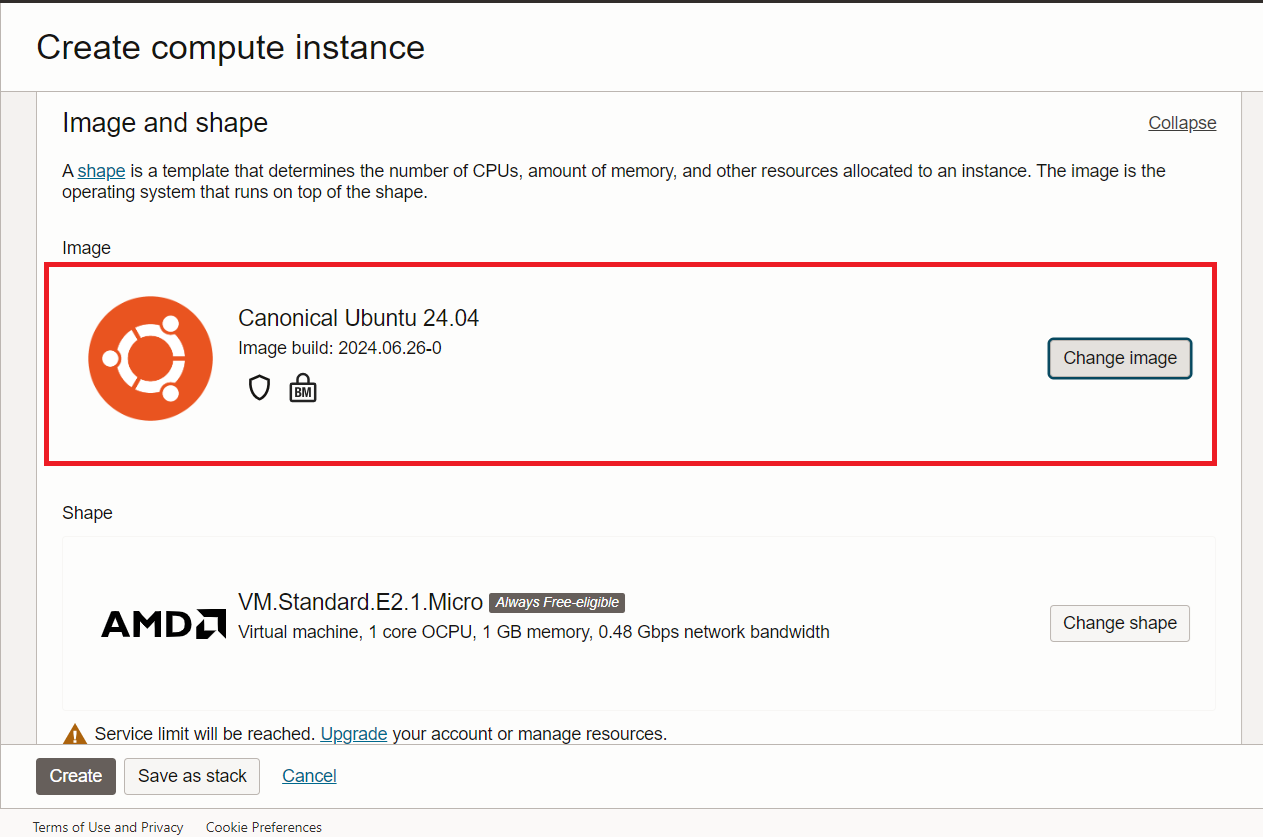 Create compute instance
Image and shape
Collapse
A shape is a template that determines the number of CPUs, amount of memory, and other resources allocated to an instance. The image is the
operating system that runs on top of the shape.
Image
Canonical Ubuntu 24.04
Image build: 2024.06.26-0
BM
Change image
Shape
AMD
VM.Standard.E2.1.Micro Always Free-eligible
Virtual machine, 1 core OCPU, 1 GB memory, 0.48 Gbps network bandwidth
Change shape
Service limit will be reached. Upgrade your account or manage resources.
Create Save as stack Cancel
Terms of Use and Privacy Cookie Preferences